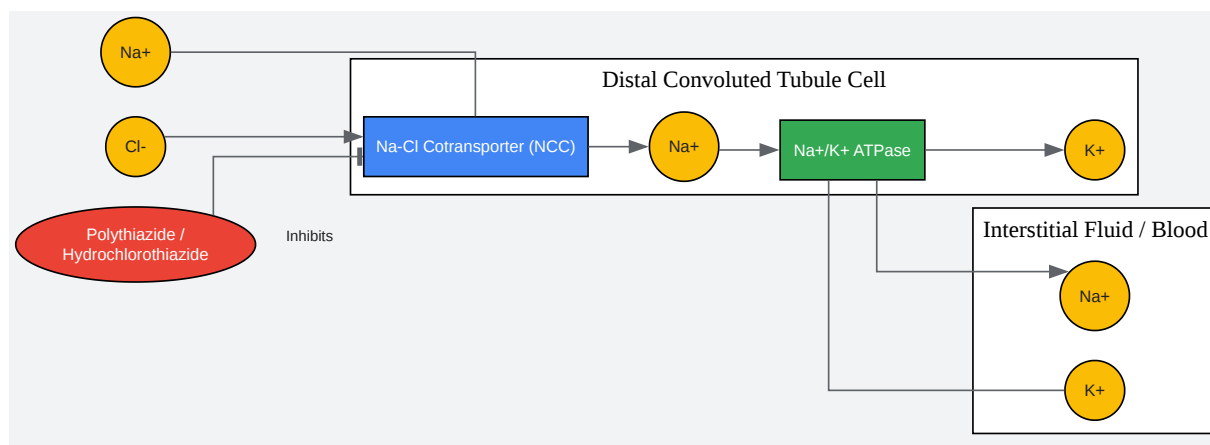 Na+
Distal Convoluted Tubule Cell
Cl-
Na-Cl Cotransporter (NCC)
Na+
Na+/K+ ATPase
K+
Polythiazide /
Hydrochlorothiazide
Inhibits
Interstitial Fluid / Blood
Na+
K+